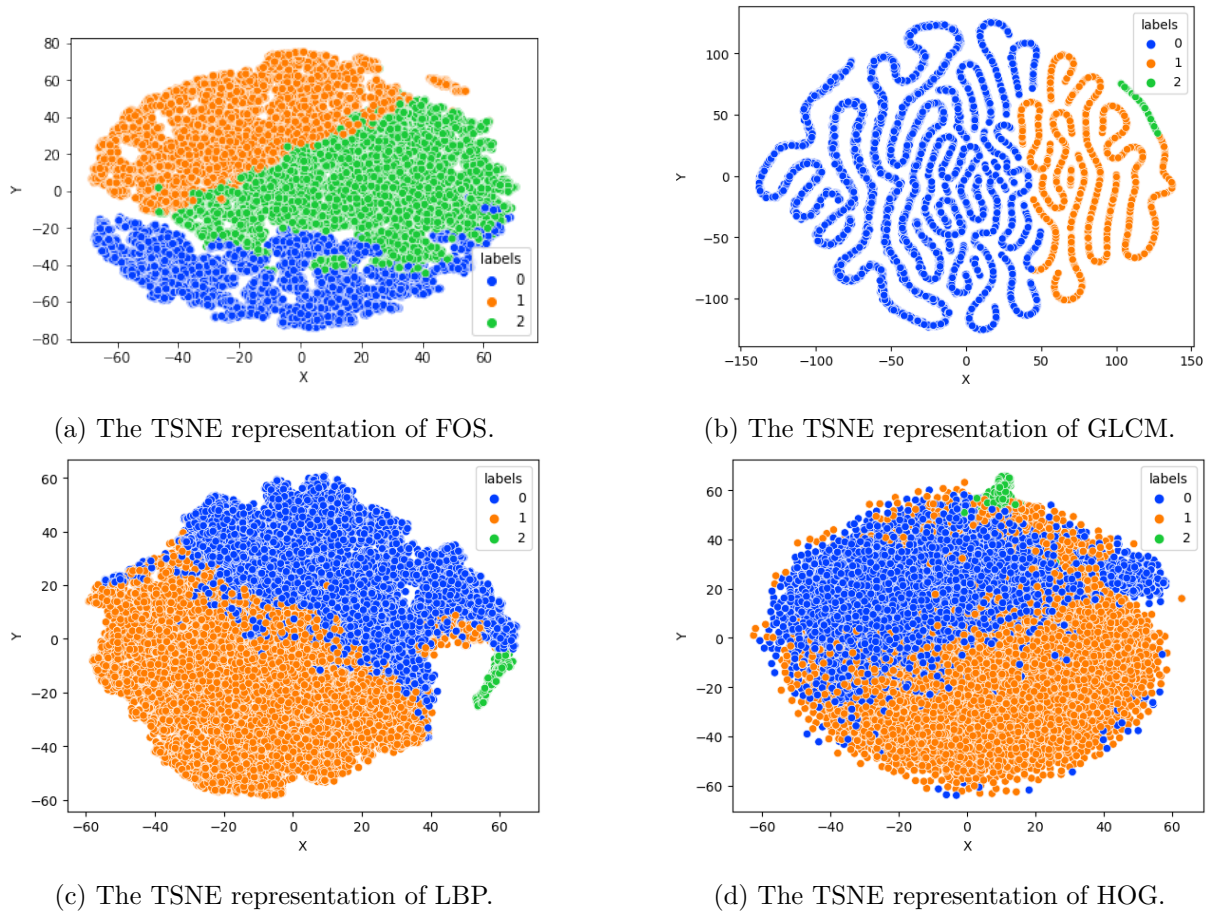 80
60
40
20
0
−20
−40
−60
−80
Y
−60 −40 −20 0 20 40 60
X
labels
0
1
2
(a) The TSNE representation of FOS.
100
50
0
−50
−100
Y
−150 −100 −50 0 50 100 150
X
labels
0
1
2
(b) The TSNE representation of GLCM.
60
40
20
0
−20
−40
−60
Y
−60 −40 −20 0 20 40 60
X
labels
0
1
2
(c) The TSNE representation of LBP.
60
40
20
0
−20
−40
−60
Y
−60 −40 −20 0 20 40 60
X
labels
0
1
2
(d) The TSNE representation of HOG.